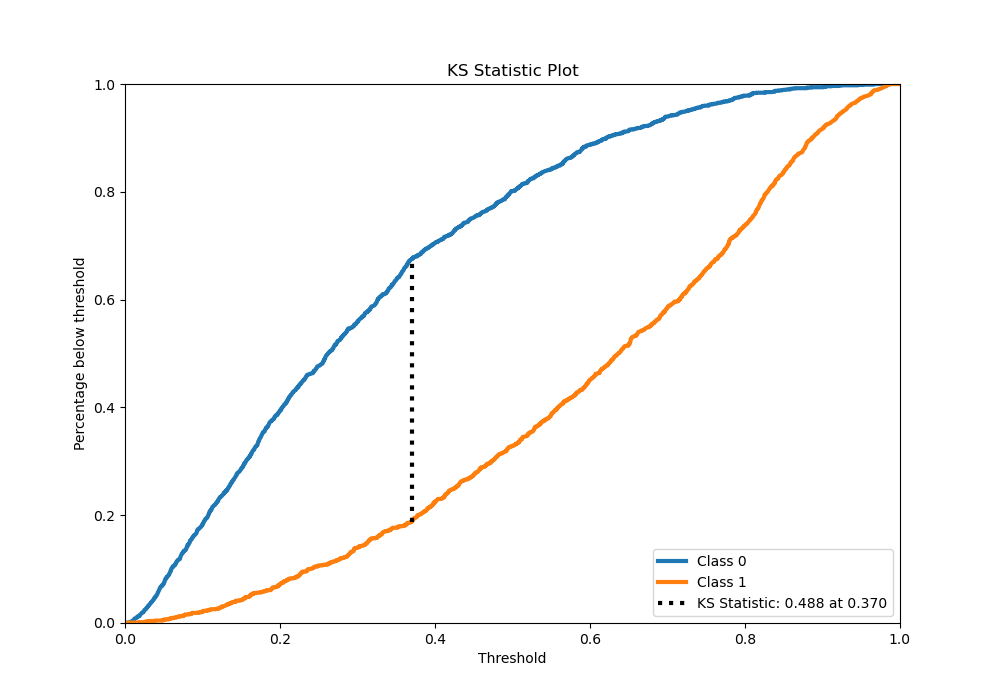 KS Statistic Plot
1.0
0.8
0.6
0.4
0.2
0.0
Percentage below threshold
0.0 0.2 0.4 0.6 0.8 1.0
Threshold
Class 0
Class 1
KS Statistic: 0.488 at 0.370